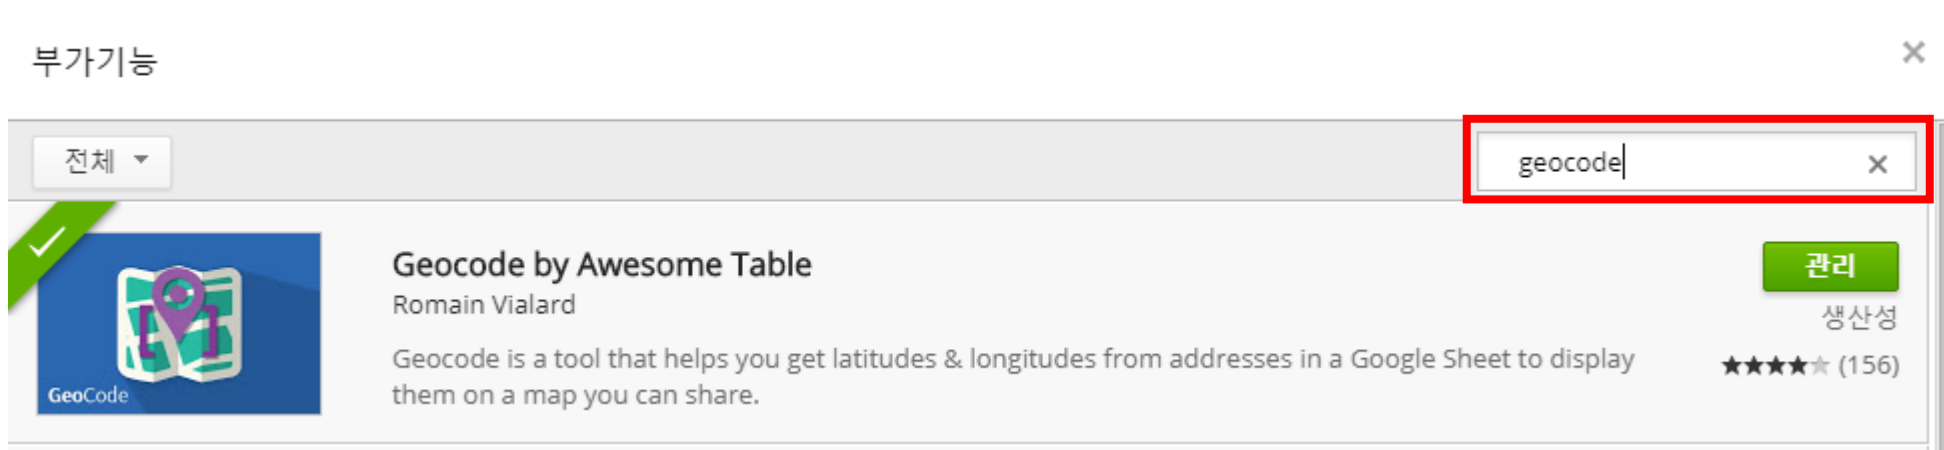 부가기능
전체
geocode
Geocode by Awesome Table
관리
Romain Vialard
생산성
Geocode is a tool that helps you get latitudes & longitudes from addresses in a Google Sheet to display
them on a map you can share.
(156)
GeoCode